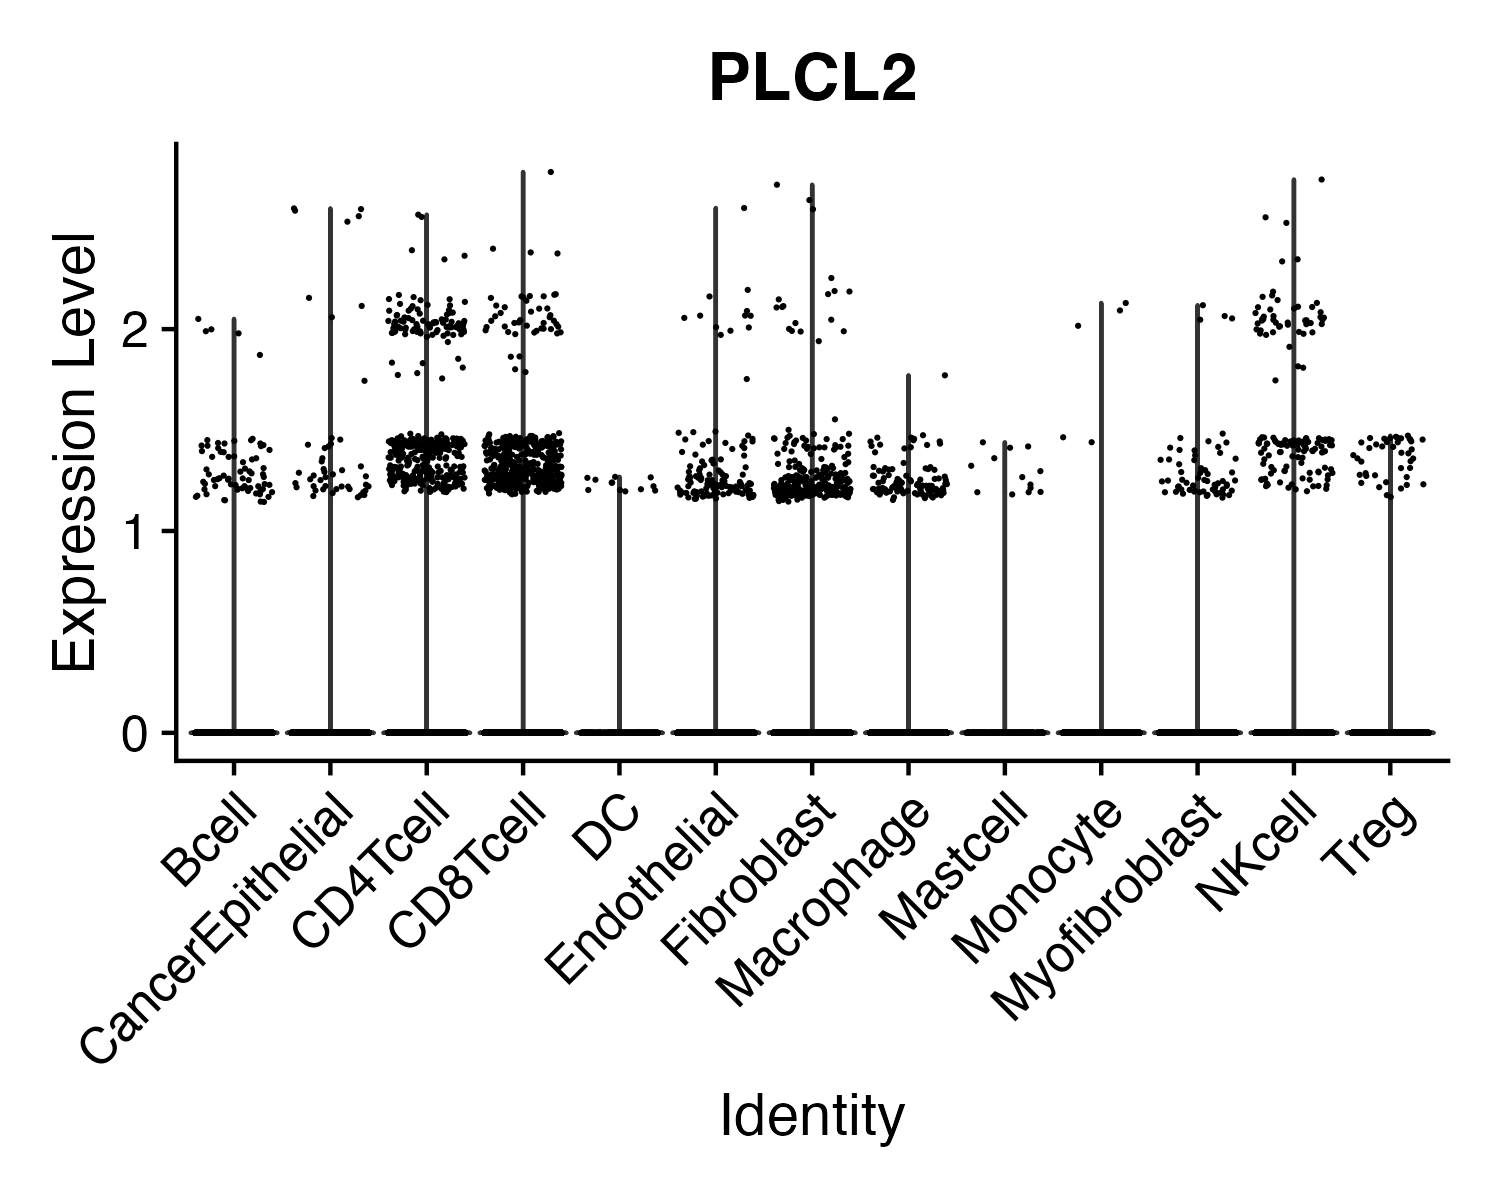 PLCL2
Expression Level
2
1
0
Bcell
CancerEpithelial
CD4Tcell
CD8Tcell
DC
Endothelial
Fibroblast
Macrophage
Mastcell
Monocyte
Myofibroblast
NKcell
Treg
Identity